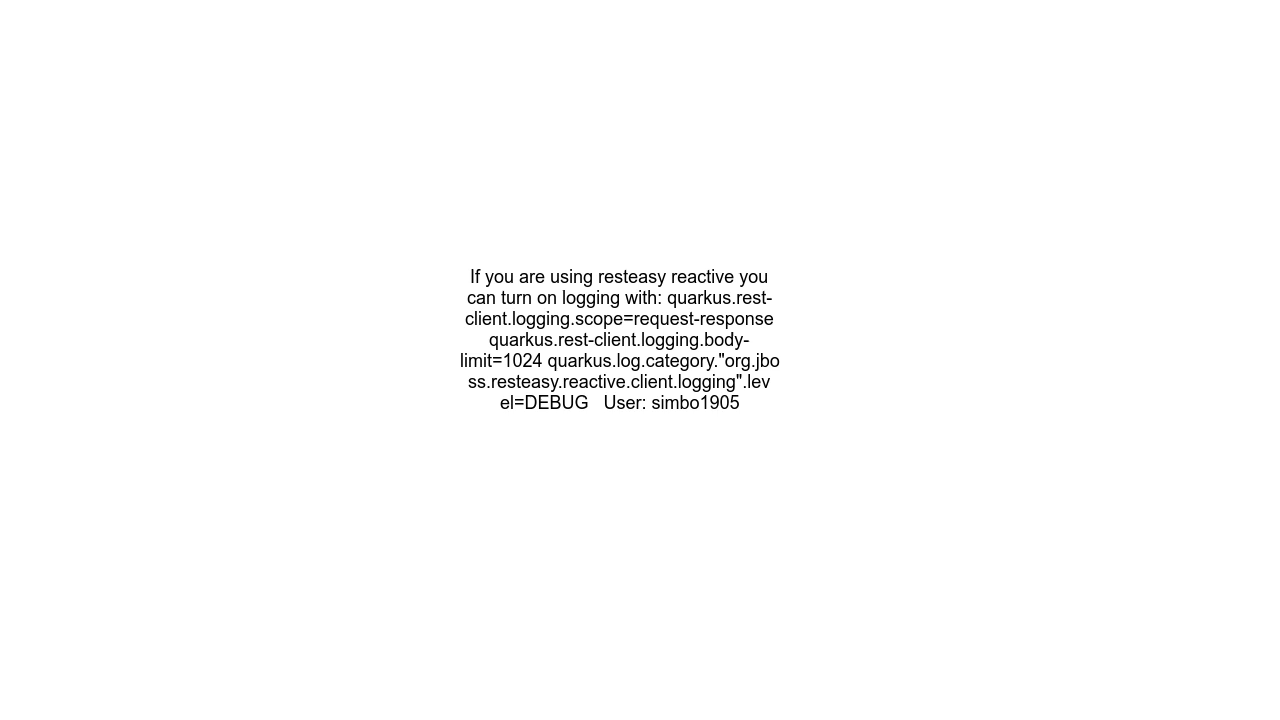 If you are using resteasy reactive you
can turn on logging with: quarkus.rest-
client.logging.scope=request-response
quarkus.rest-client.logging.body-
limit=1024 quarkus.log.category."org.jbo
ss.resteasy.reactive.client.logging".lev
el=DEBUG   User: simbo1905